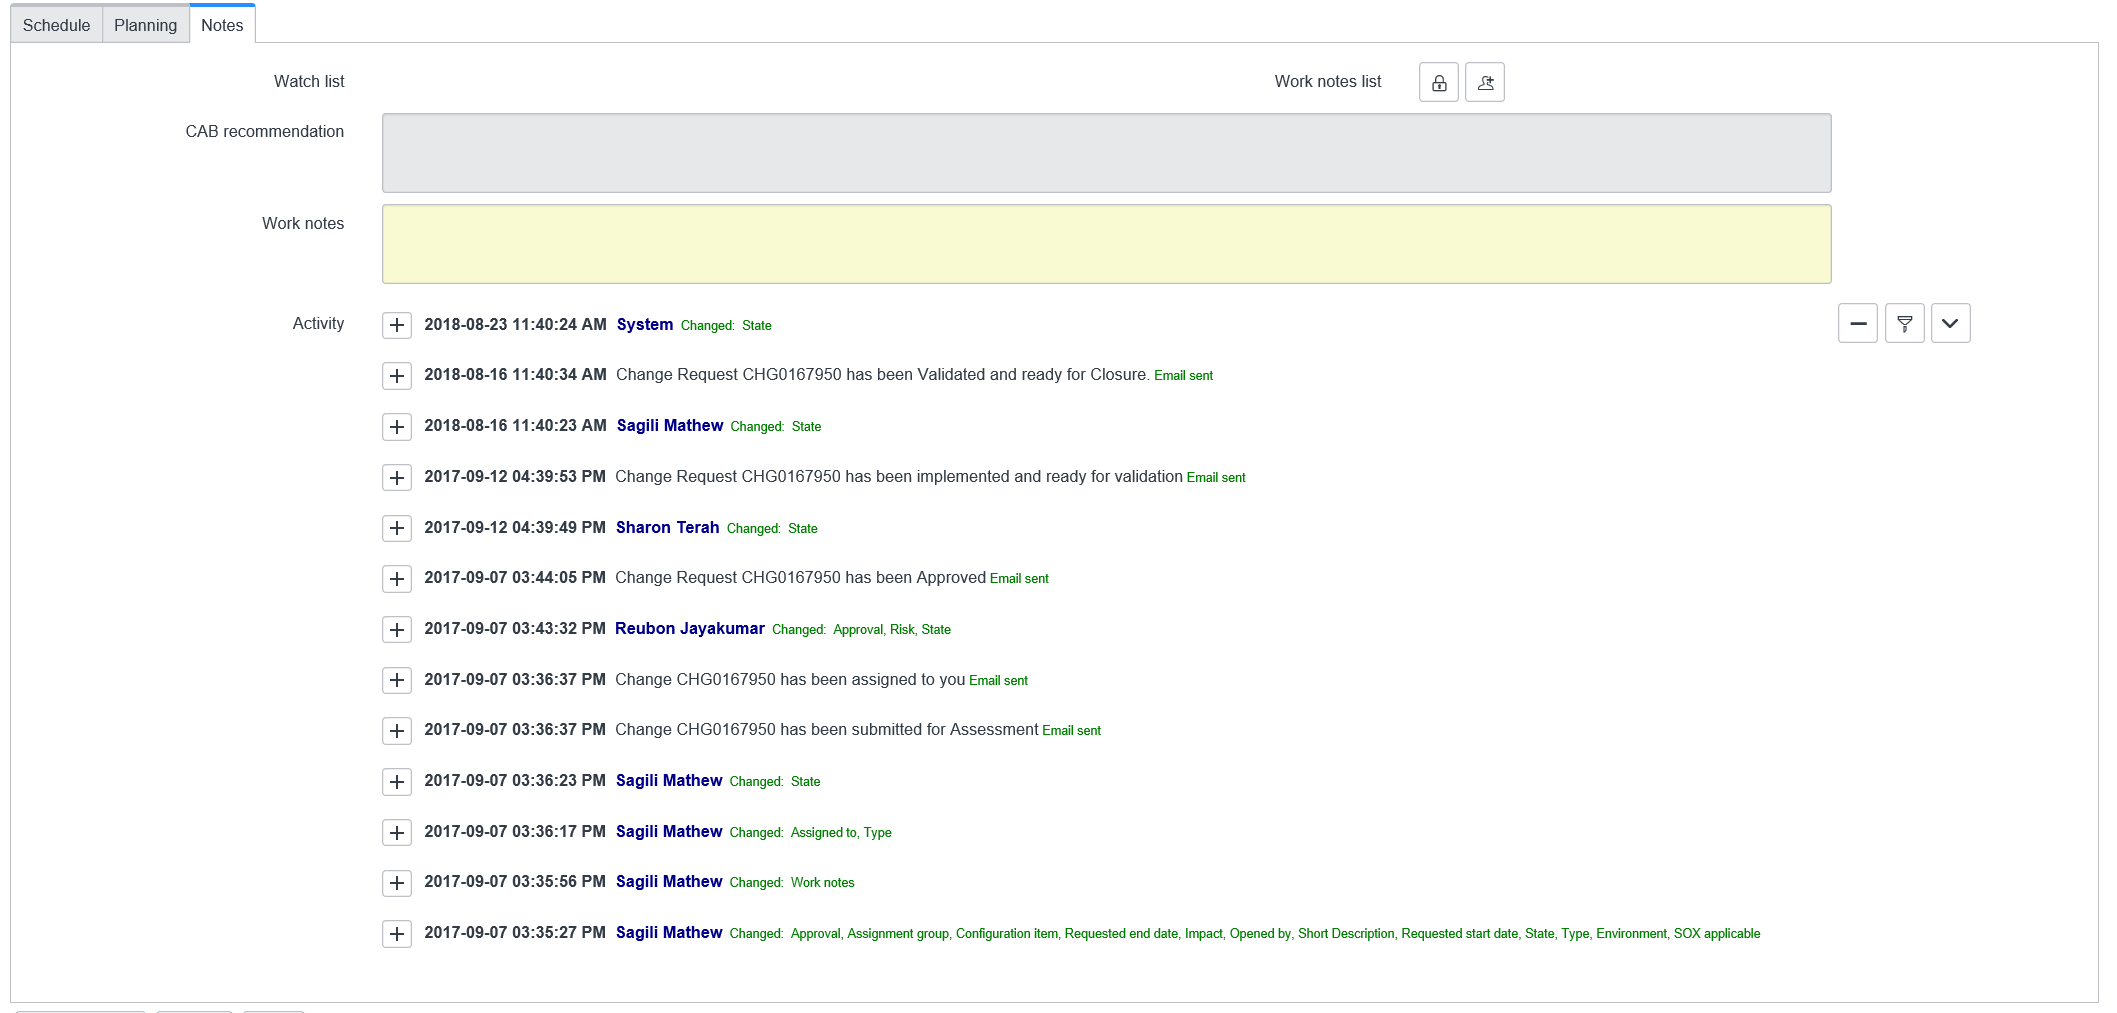 Schedule Planning Notes
Watch list Work notes list
CAB recommendation
Work notes
Activity 2018-08-23 11:40:24 AM System Changed: State
2018-08-16 11:40:34 AM Change Request CHG0167950 has been Validated and ready for Closure. Email sent
2018-08-16 11:40:23 AM Sagili Mathew Changed: State
2017-09-12 04:39:53 PM Change Request CHG0167950 has been implemented and ready for validation Email sent
2017-09-12 04:39:49 PM Sharon Terah Changed: State
2017-09-07 03:44:05 PM Change Request CHG0167950 has been Approved Email sent
2017-09-07 03:43:32 PM Reubon Jayakumar Changed: Approval, Risk, State
2017-09-07 03:36:37 PM Change CHG0167950 has been assigned to you Email sent
2017-09-07 03:36:37 PM Change CHG0167950 has been submitted for Assessment Email sent
2017-09-07 03:36:23 PM Sagili Mathew Changed: State
2017-09-07 03:36:17 PM Sagili Mathew Changed: Assigned to, Type
2017-09-07 03:35:56 PM Sagili Mathew Changed: Work notes
2017-09-07 03:35:27 PM Sagili Mathew Changed: Approval, Assignment group, Configuration item, Requested end date, Impact, Opened by, Short Description, Requested start date, State, Type, Environment, SOX applicable